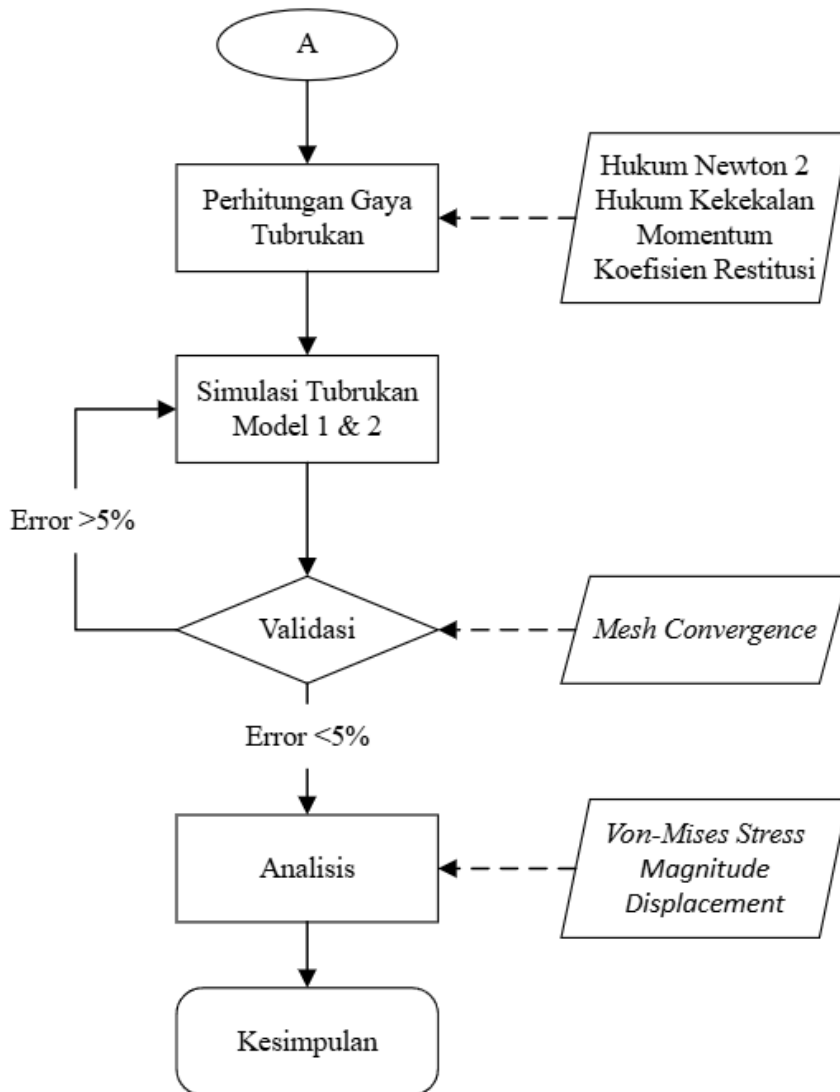 A
Perhitungan Gaya
Tubrukan
Hukum Newton 2
Hukum Kekekalan
Momentum
Koefisien Restitusi
Simulasi Tubrukan
Model 1 & 2
Error >5%
Validasi
Mesh Convergence
Error <5%
Analisis
Von-Mises Stress
Magnitude
Displacement
Kesimpulan